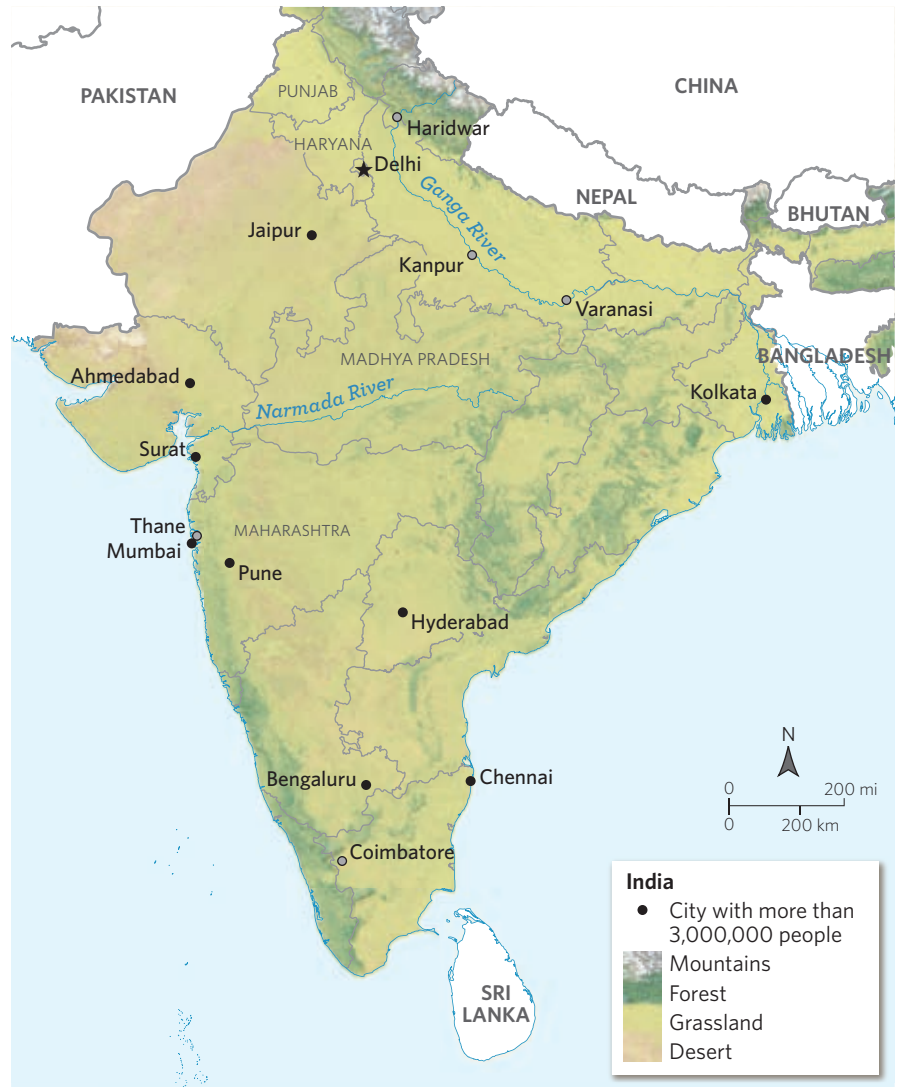 PAKISTAN
CHINA
PUNJAB
Haridwar
HARYANA
Delhi
Ganga River
NEPAL
BHUTAN
Jaipur
Kanpur
Varanasi
MADHYA PRADESH
BANGLADESH
Ahmedabad
Narmada River
Kolkata
Surat
Thane
MAHARASHTRA
Mumbai
Pune
Hyderabad
N
Bengaluru
Chennai
0 200 mi
0 200 km
Coimbatore
India
City with more than
3,000,000 people
Mountains
Forest
Grassland
Desert
SRI
LANKA